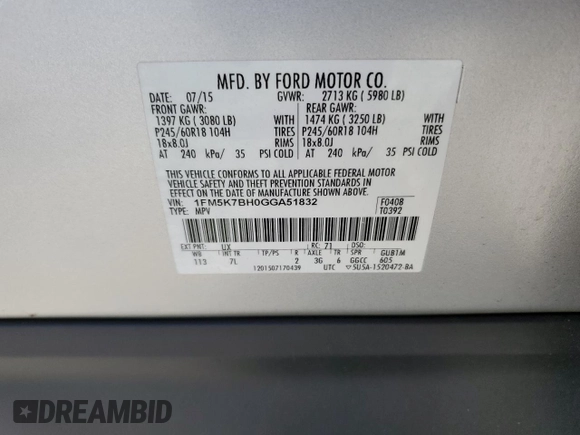 MFD. BY FORD MOTOR CO.
DATE: 07/15 GVWR: 2713 KG ( 5980 LB)
FRONT GAWR: REAR GAWR:
1397 KG ( 3080 LB) WITH 1474 KG ( 3250 LB) WITH
P245/60R18 104H TIRES P245/60R18 104H TIRES
18x8.0J RIMS 18x8.0J RIMS
AT 240 kPa/ 35 PSI COLD AT 240 kPa/ 35 PSI COLD
THIS VEHICLE CONFORMS TO ALL APPLICABLE FEDERAL MOTOR
VEHICLE SAFETY AND THEFT PREVENTION STANDARDS IN
EFFECT ON THE DATE OF MANUFACTURE SHOWN ABOVE.
VIN: 1FM5K7BH0GGA51832 F0408
TYPE: MPV T0392
EXT PNT: UX RC: 71 DSO:
WB INT TR TP/PS R AXLE TR SPR GUB1M
113 7L 2 3G 6 GGCC 605
1201507170439 UTC 5U5A-1520472-BA
DREAMBID